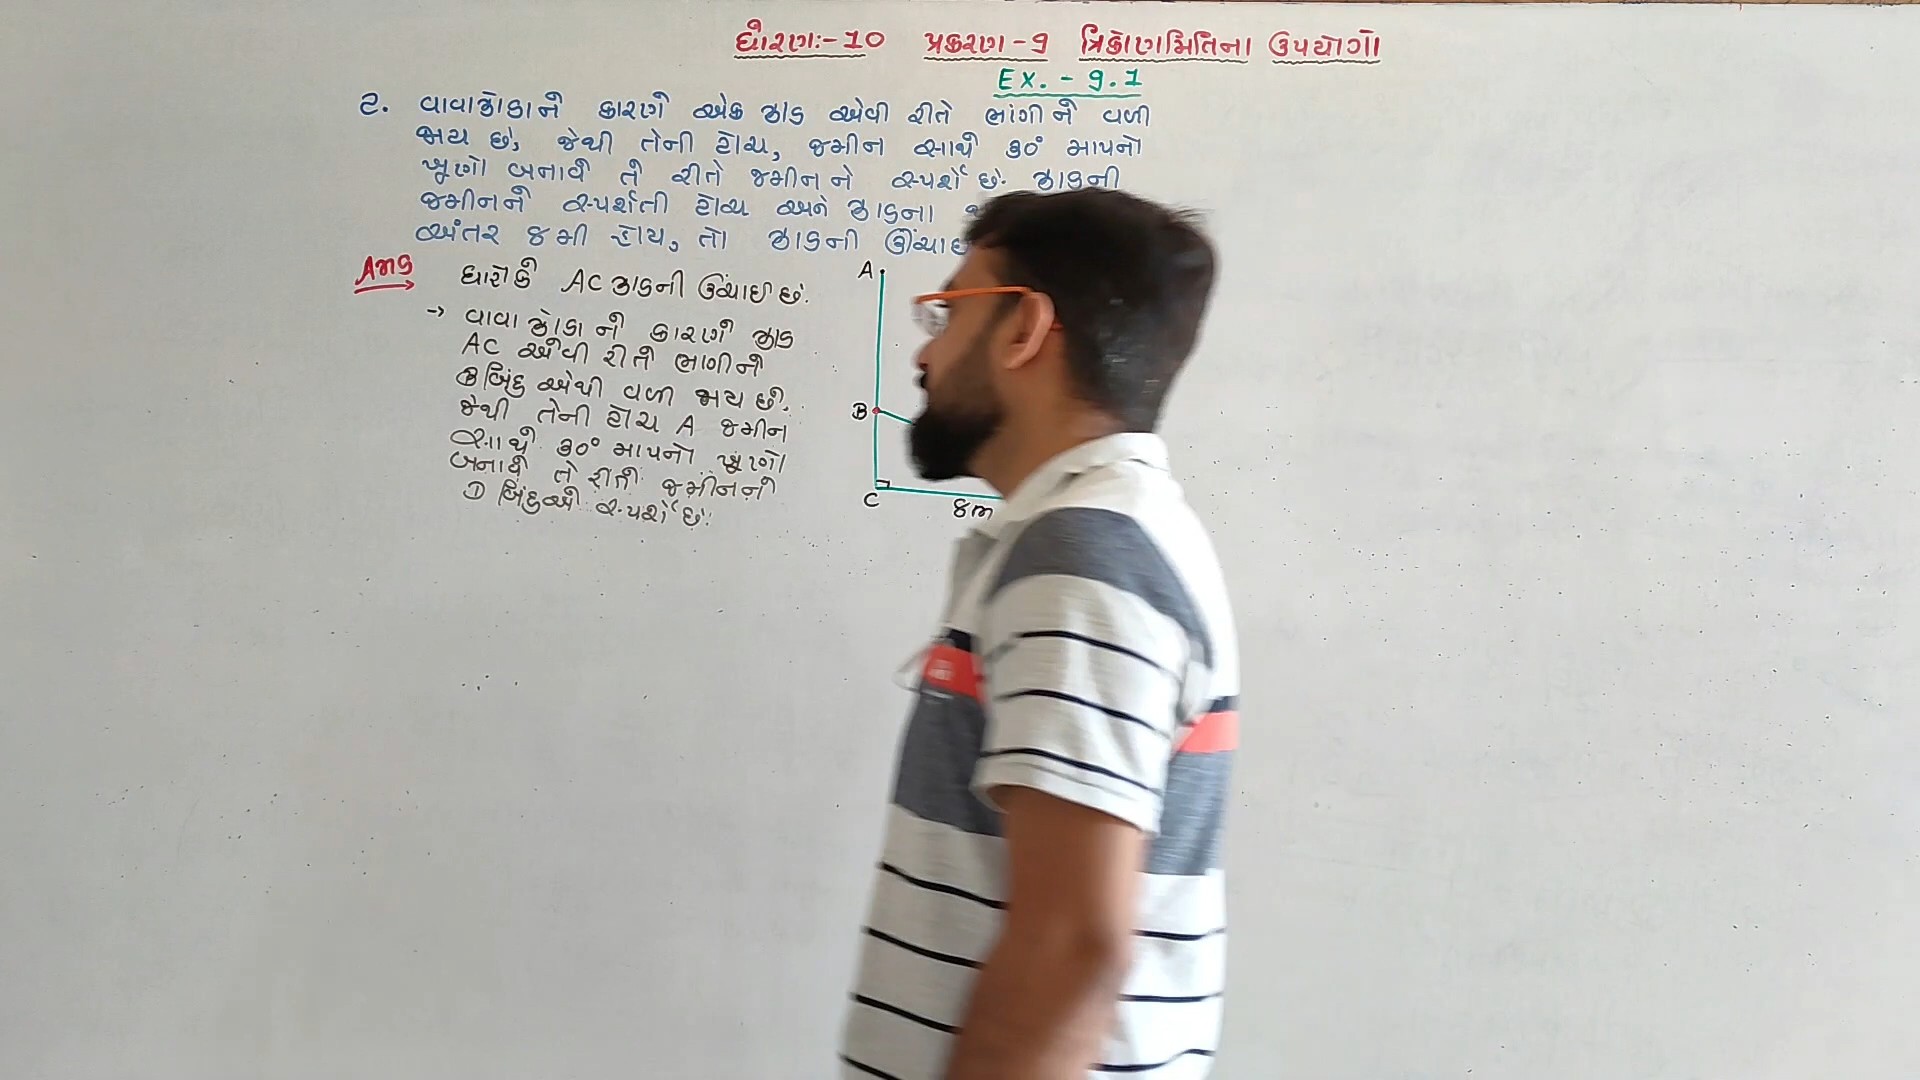 ધોરણ:-10 પ્રકરણ-9 ત્રિકોણમિતિના ઉપયોગો
EX. - 9.1
2. વાવાઝોડાને કારણે એક ઝાડ એવી રીતે ભાંગીને વળી
જાય છે, જેથી તેની ટોચ, જમીન સાથે 30° માપનો
ખૂણો બનાવે તે રીતે જમીનને સ્પર્શે છે. ઝાડની
જમીનને સ્પર્શતી ટોચ અને ઝાડના
અંતર 8 મી હોય, તો ઝાડની
Ans ધારોકે AC ઝાડની ઉંચાઈ છે.
→ વાવાઝોડાને કારણે ઝાડ
AC એવી રીતે ભાગીને
B બિંદુ એથી વળી જાય છે.
જેથી તેની ટોચ A જમીન
સાથે 30° માપનો ખૂણો
બનાવે તે રીતે જમીનને
D બિંદુએ સ્પર્શે છે.
A
B
C
8m